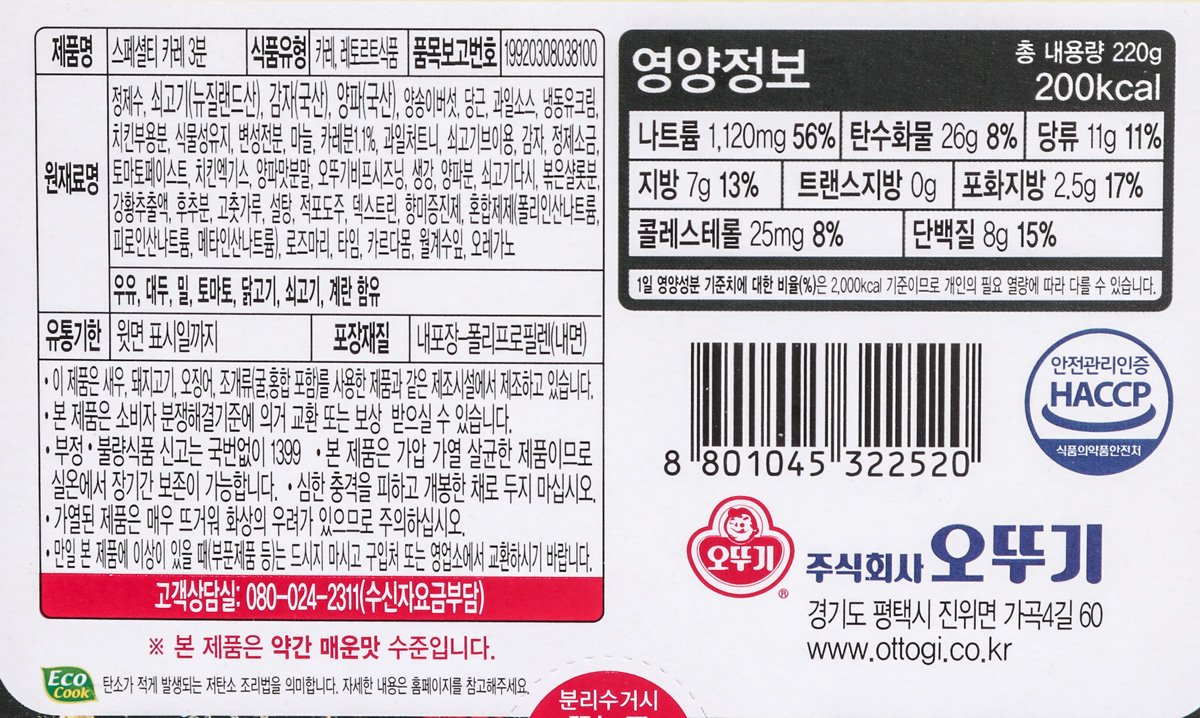 제품명 스페셜티 카레 3분 식품유형 카레, 레토르트식품 품목보고번호 19920308038100
원재료명
정제수, 쇠고기(뉴질랜드산), 감자(국산), 양파(국산), 양송이버섯, 당근, 과일소스, 냉동유크림,
치킨부용분, 식물성유지, 변성전분, 마늘, 카레분1.1%, 과일처트니, 쇠고기브이용, 감자, 정제소금,
토마토페이스트, 치킨엑기스, 양파맛분말, 오뚜기비프시즈닝, 생강, 양파분, 쇠고기다시, 볶은샬롯분,
강황추출액, 후추분, 고춧가루, 설탕, 적포도주, 덱스트린, 향미증진제, 혼합제제(폴리인산나트륨,
피로인산나트륨, 메타인산나트륨), 로즈마리, 타임, 카르다몸, 월계수잎, 오레가노
우유, 대두, 밀, 토마토, 닭고기, 쇠고기, 계란 함유
유통기한 윗면 표시일까지 포장재질 내포장-폴리프로필렌(내면)
• 이 제품은 새우, 돼지고기, 오징어, 조개류(굴,홍합 포함)를 사용한 제품과 같은 제조시설에서 제조하고 있습니다.
• 본 제품은 소비자 분쟁해결기준에 의거 교환 또는 보상 받으실 수 있습니다.
• 부정 • 불량식품 신고는 국번없이 1399 • 본 제품은 가압 가열 살균한 제품이므로
실온에서 장기간 보존이 가능합니다. • 심한 충격을 피하고 개봉한 채로 두지 마십시오.
• 가열된 제품은 매우 뜨거워 화상의 우려가 있으므로 주의하십시오.
• 만일 본 제품에 이상이 있을 때(부푼제품 등)는 드시지 마시고 구입처 또는 영업소에서 교환하시기 바랍니다.
고객상담실: 080-024-2311(수신자요금부담)
※ 본 제품은 약간 매운맛 수준입니다.
Eco
Cook
탄소가 적게 발생되는 저탄소 조리법을 의미합니다. 자세한 내용은 홈페이지를 참고해주세요.
분리수거시
영양정보
총 내용량 220g
200kcal
나트륨 1,120mg 56% 탄수화물 26g 8% 당류 11g 11%
지방 7g 13% 트랜스지방 0g 포화지방 2.5g 17%
콜레스테롤 25mg 8% 단백질 8g 15%
1일 영양성분 기준치에 대한 비율(%)은 2,000kcal 기준이므로 개인의 필요 열량에 따라 다를 수 있습니다.
8 801045 322520
안전관리인증
HACCP
식품의약품안전처
오뚜기
®
주식회사 오뚜기
경기도 평택시 진위면 가곡4길 60
www.ottogi.co.kr